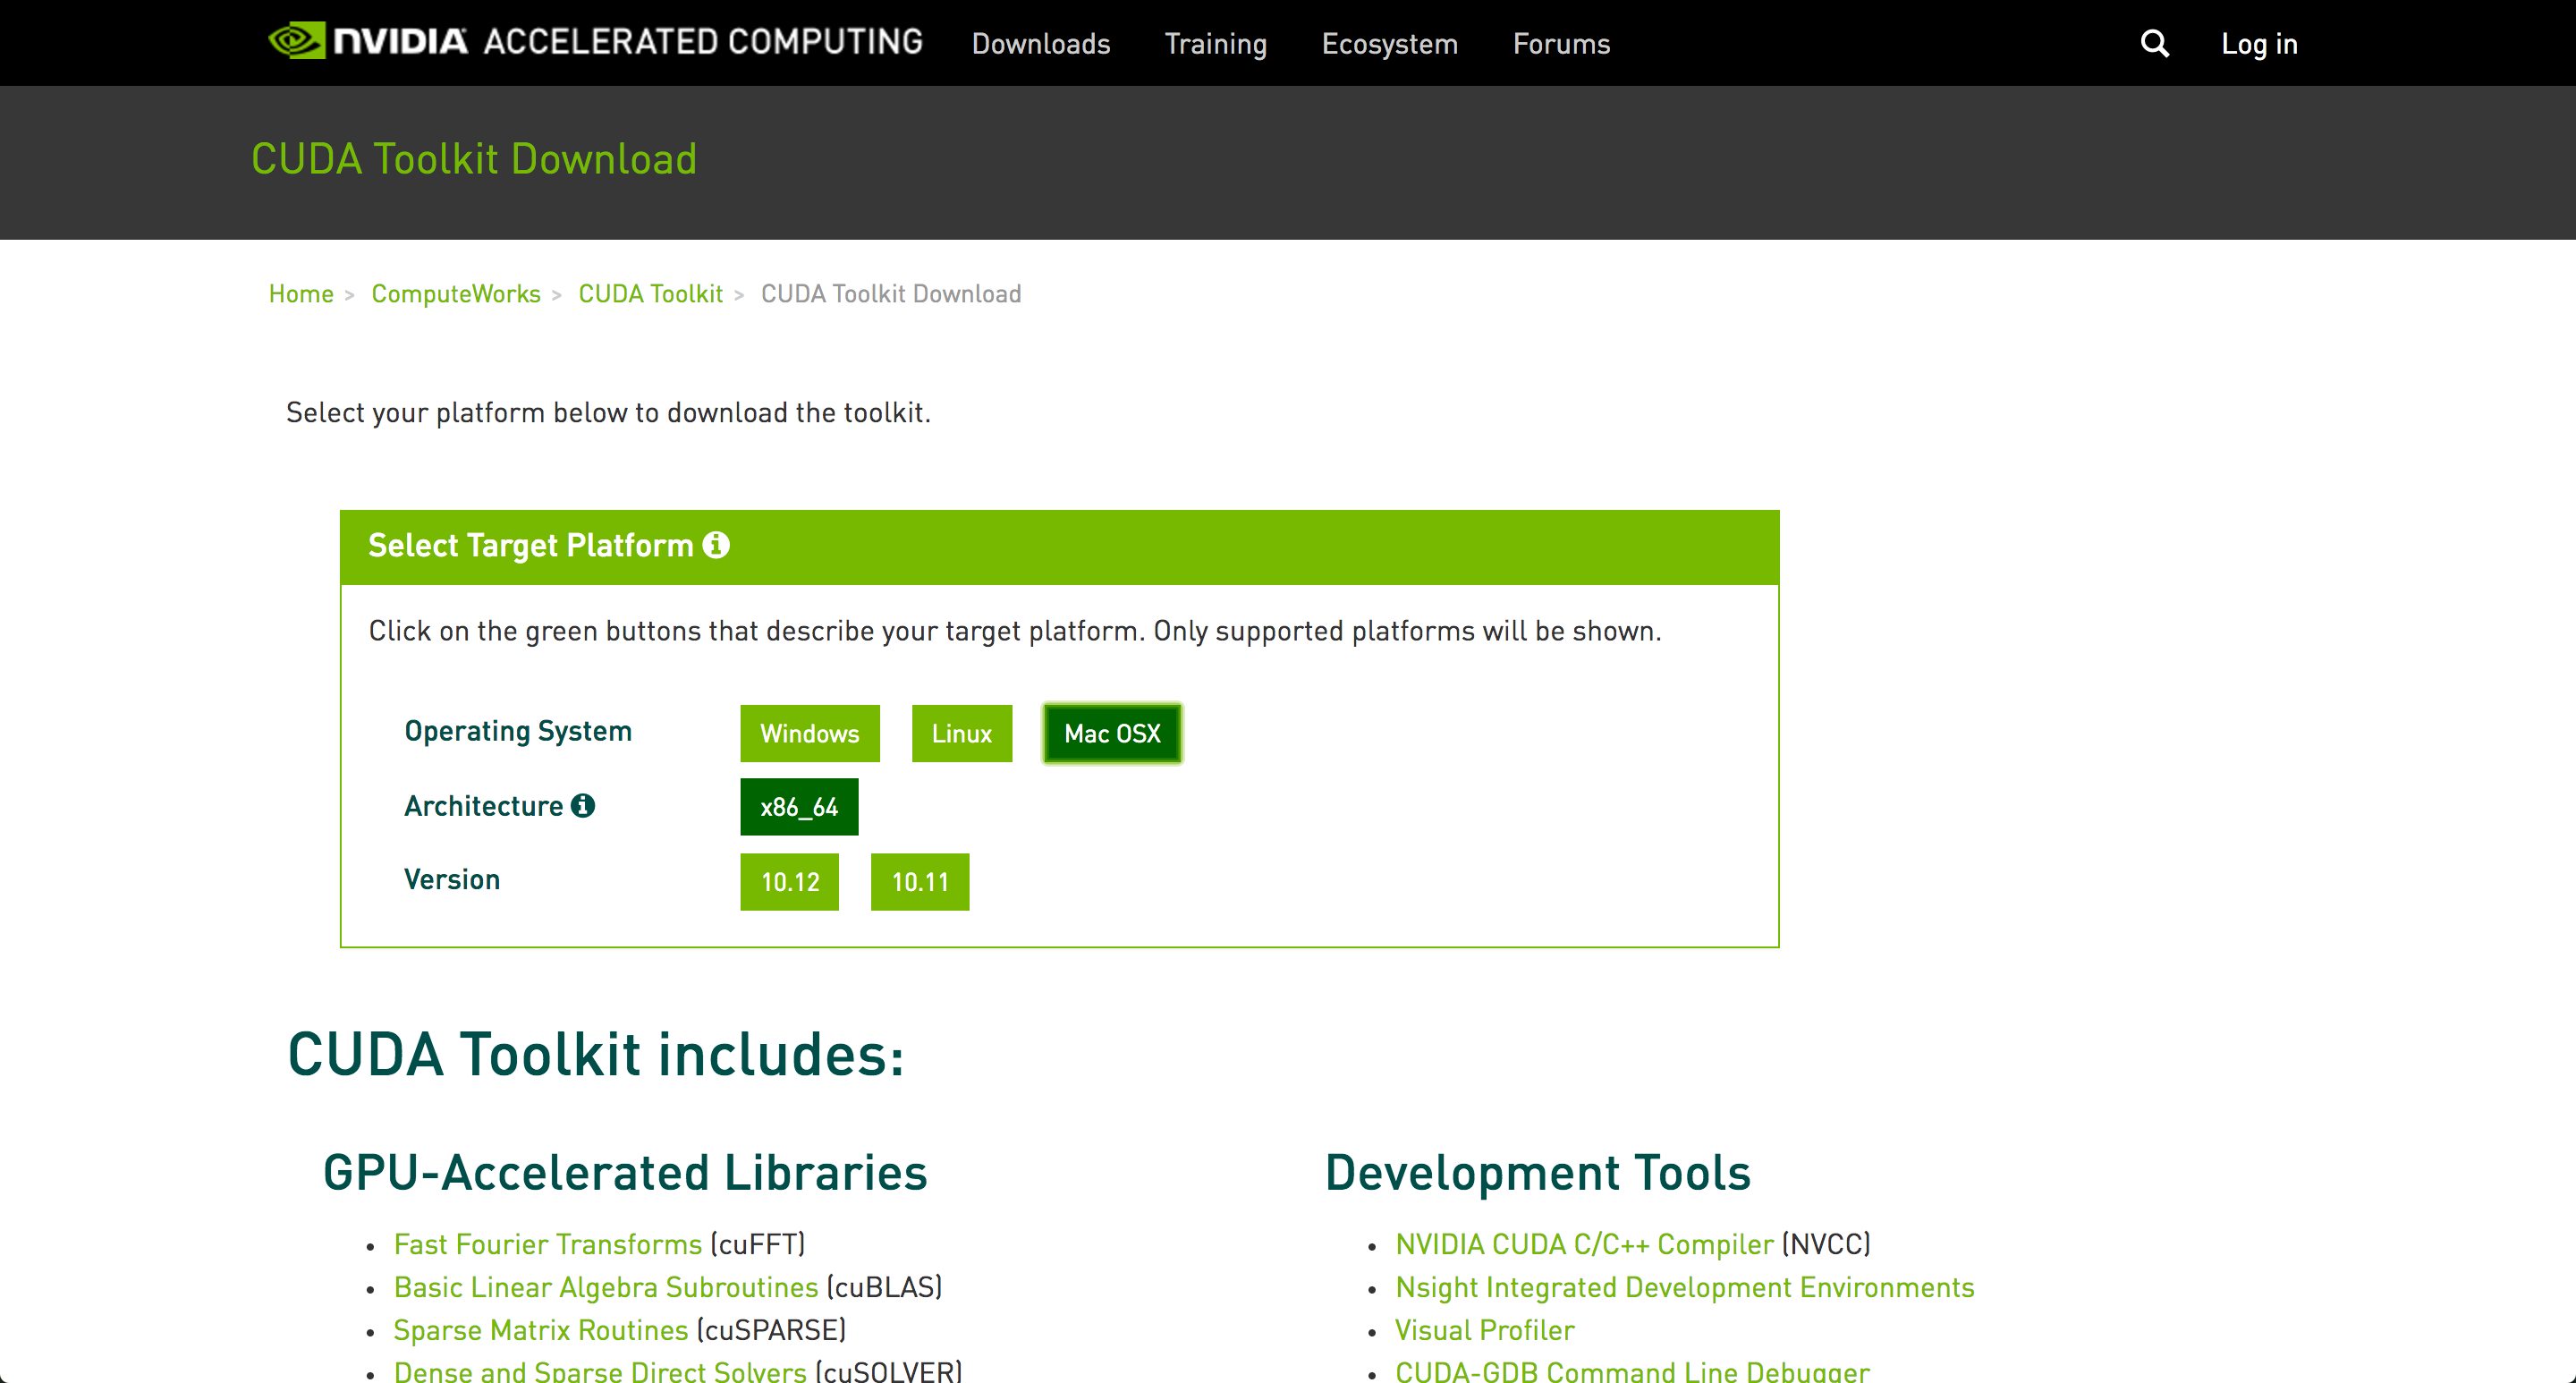 NVIDIA ACCELERATED COMPUTING Downloads Training Ecosystem Forums Log in
CUDA Toolkit Download
Home > ComputeWorks > CUDA Toolkit > CUDA Toolkit Download
Select your platform below to download the toolkit.
Select Target Platform
Click on the green buttons that describe your target platform. Only supported platforms will be shown.
Operating System Windows Linux Mac OSX
Architecture x86_64
Version 10.12 10.11
CUDA Toolkit includes:
GPU-Accelerated Libraries
• Fast Fourier Transforms (cuFFT)
• Basic Linear Algebra Subroutines (cuBLAS)
• Sparse Matrix Routines (cuSPARSE)
• Dense and Sparse Direct Solvers (cuSOLVER)
Development Tools
• NVIDIA CUDA C/C++ Compiler (NVCC)
• Nsight Integrated Development Environments
• Visual Profiler
• CUDA-GDB Command Line Debugger